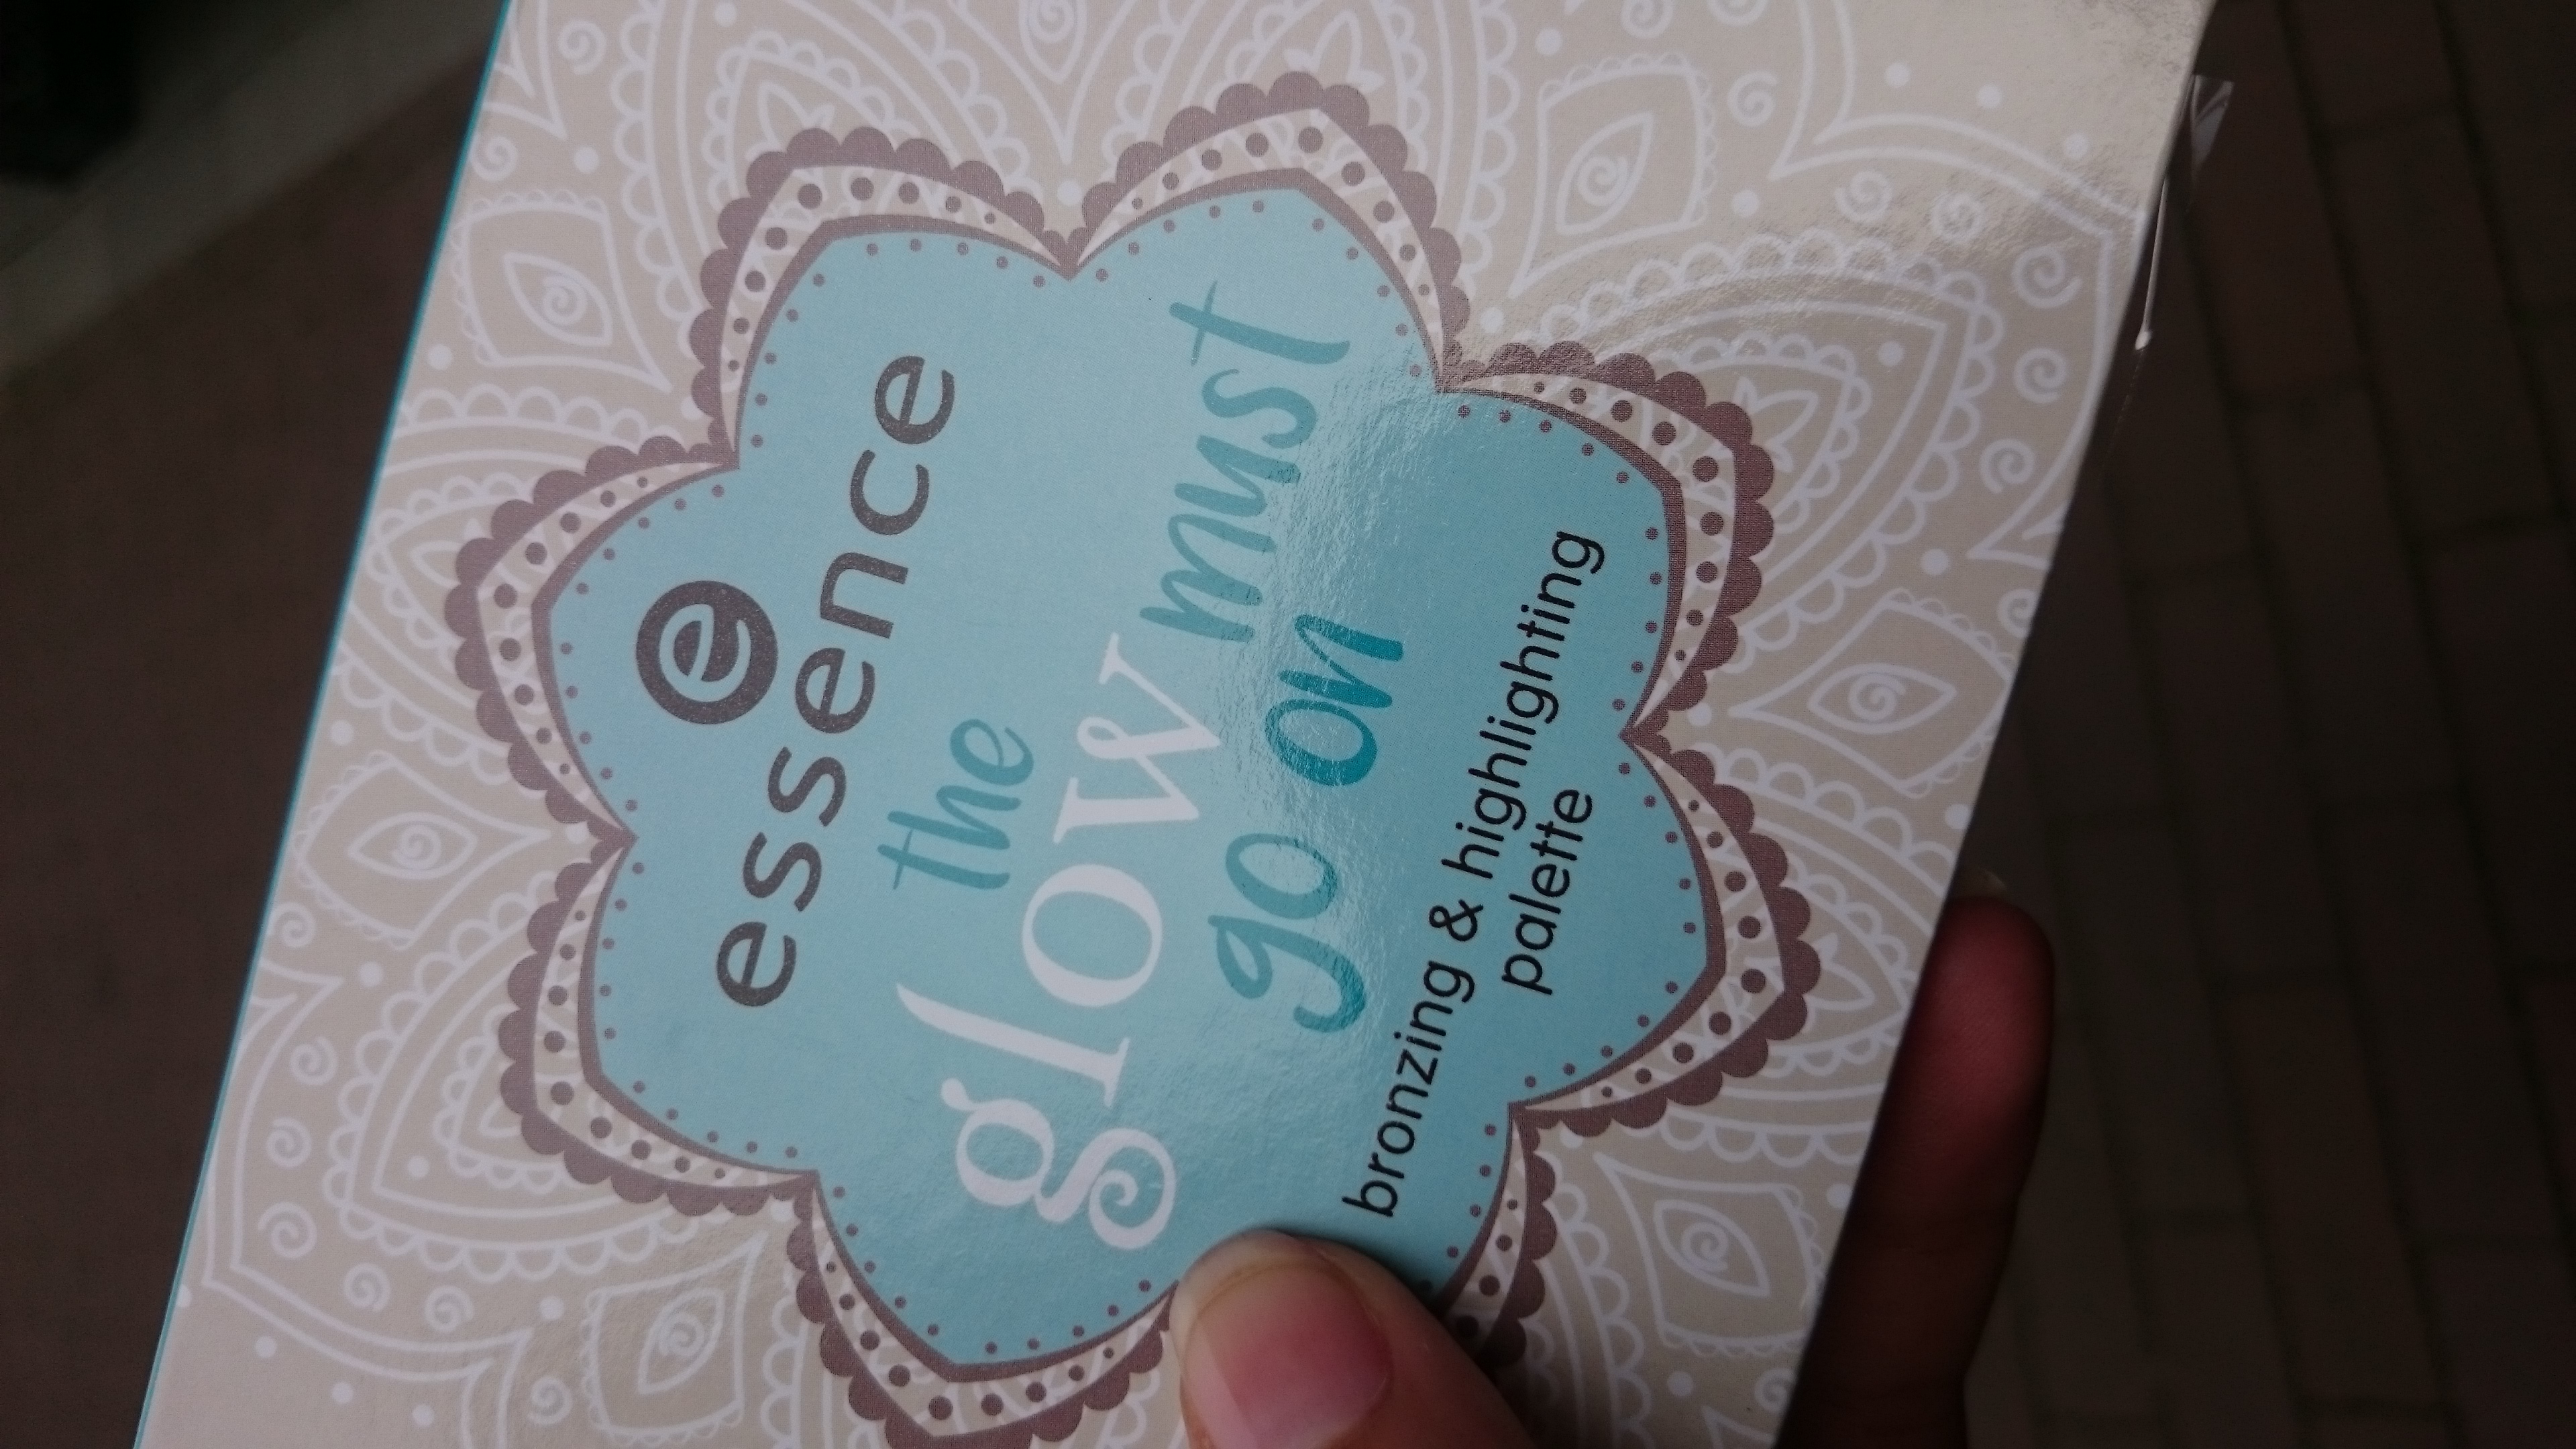 e
essence
the
glow must
go on
bronzing & highlighting
palette